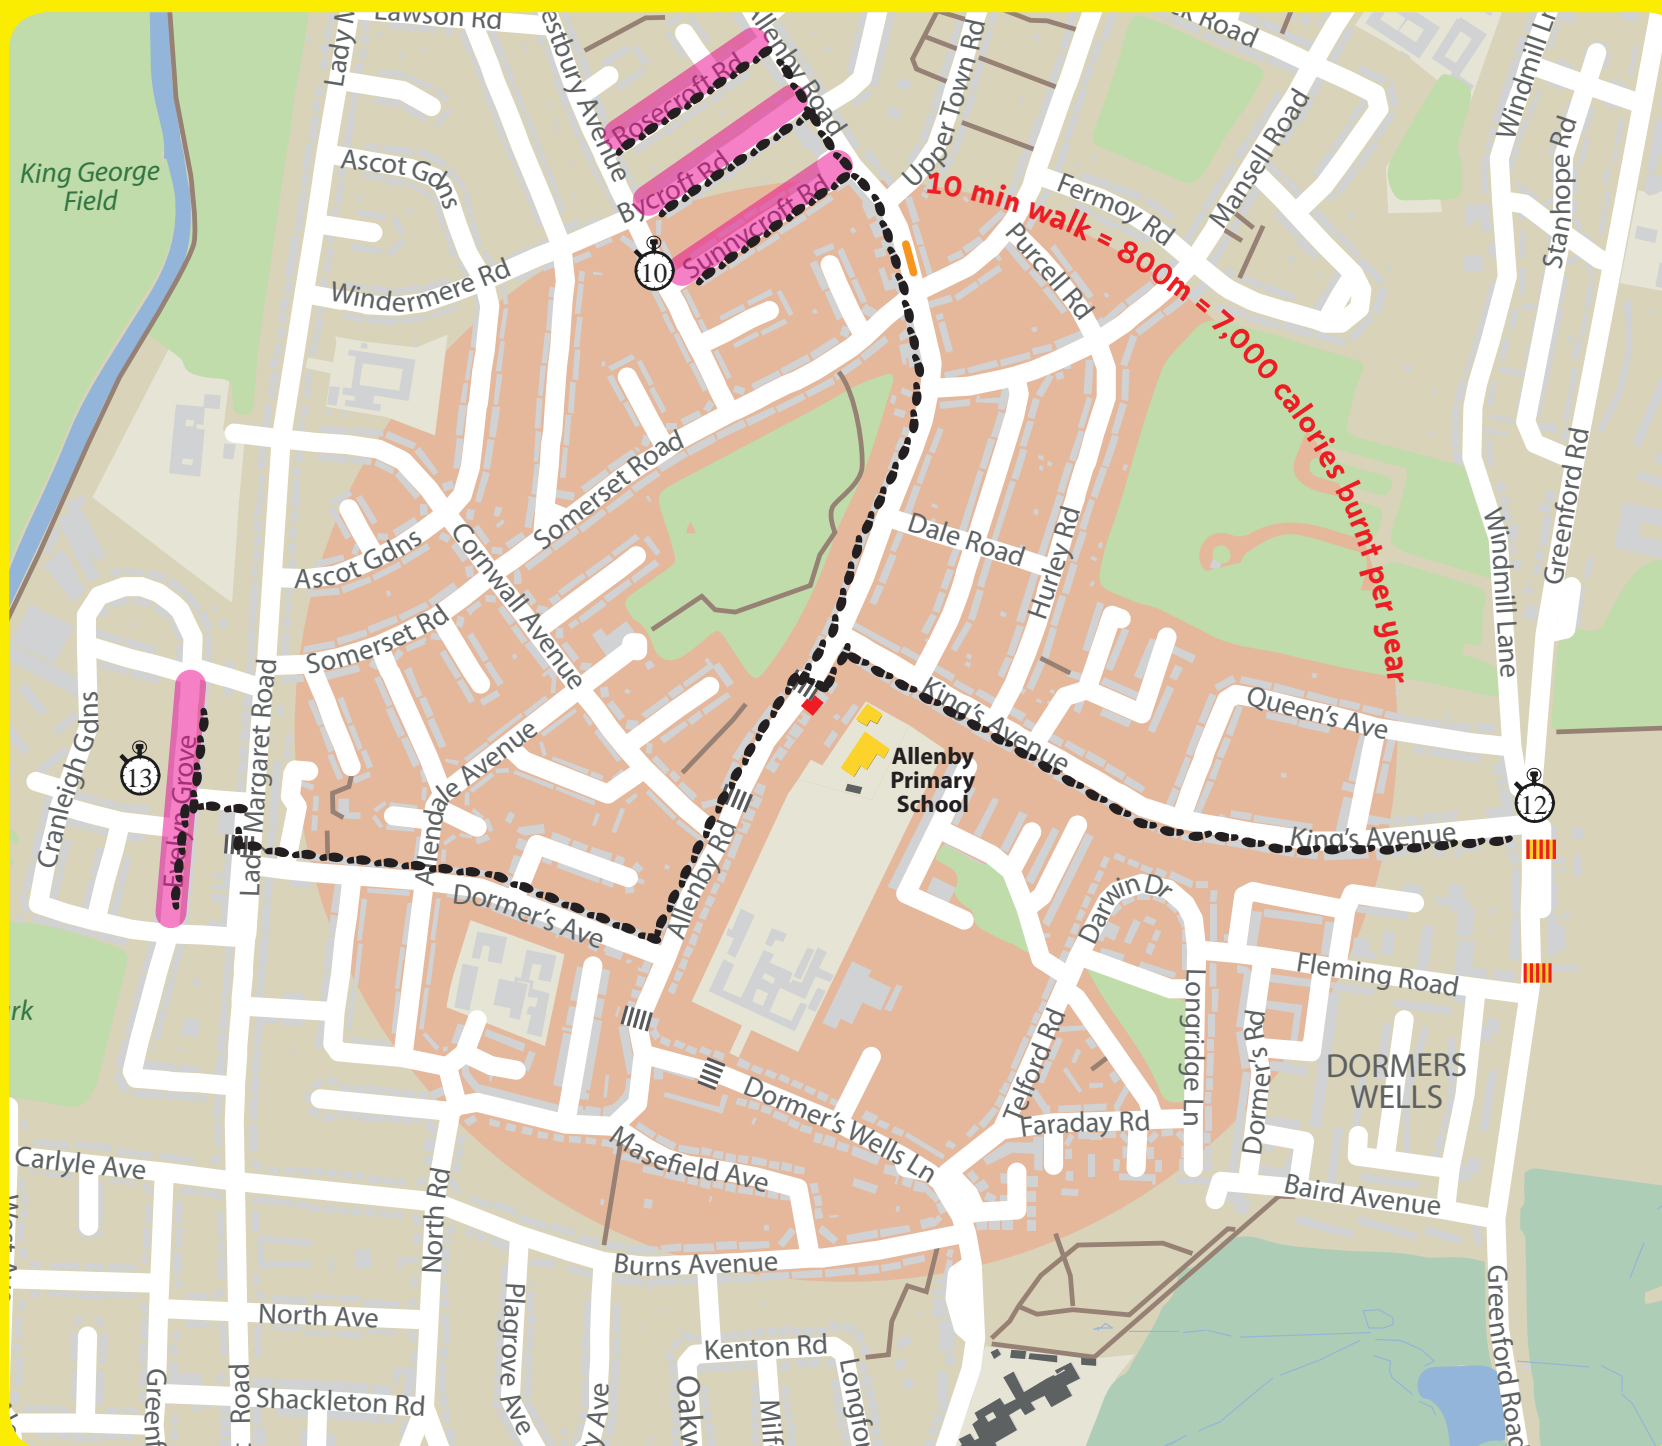 Lawson Rd
Allenby Road
Upper Town Rd
Windmill Ln
Rosecroft Rd
Ascot Gdns
King George
Field
Bycroft Rd
Sunnycroft Rd
Fermoy Rd
Mansell Road
Stanhope Rd
10 min walk = 800m = 7,000 calories burnt per year
Purcell Rd
10
Windermere Rd
Somerset Road
Ascot Gdns
Cornwall Avenue
Dale Road
Hurley Rd
Greenford Rd
Windmill Lane
Somerset Rd
Lady Margaret Road
Cranleigh Gdns
Evelyn Grove
13
Allendale Avenue
King's Avenue
Queen's Ave
Allenby
Primary
School
12
King's Avenue
Allenby Rd
Dormer's Ave
Darwin Dr
Fleming Road
Longridge Ln
Dormer's Rd
Telford Rd
DORMERS
WELLS
Faraday Rd
Dormer's Wells Ln
Masefield Ave
Baird Avenue
Carlyle Ave
North Rd
Burns Avenue
North Ave
Plagrove Ave
Kenton Rd
Shackleton Rd
Road
Greenford Road